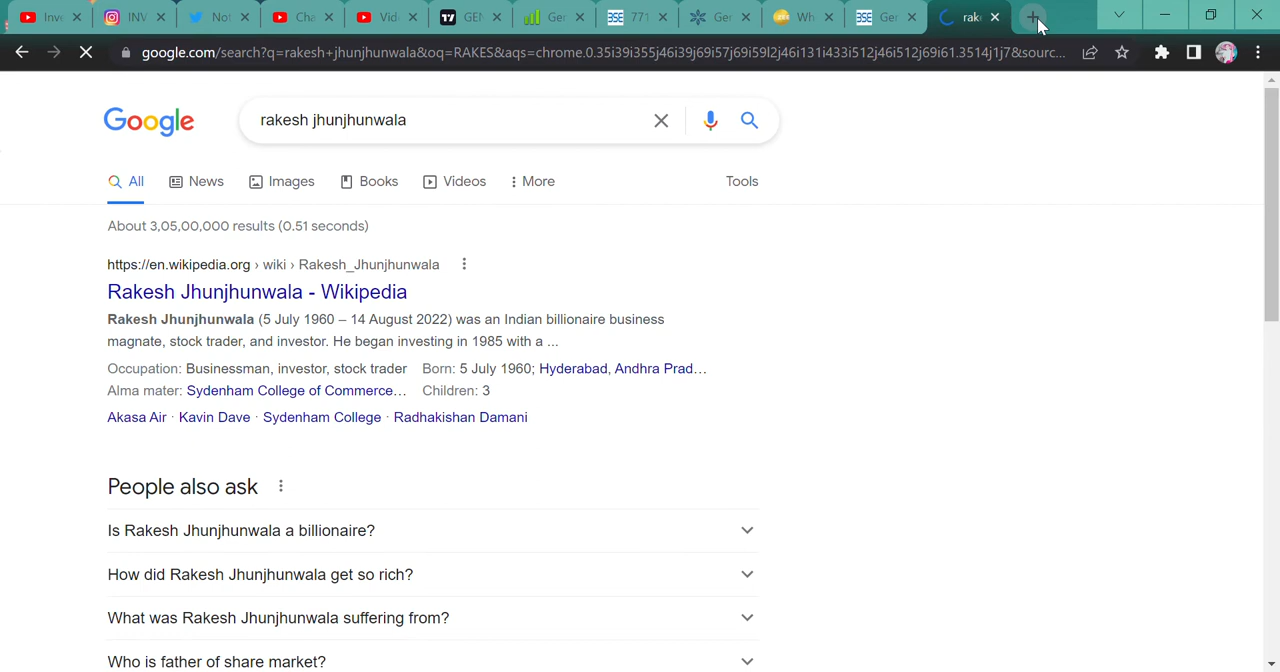 Inv
INV
Not
Cha
Vid
GEN
Ger
771
Ger
Wh
Ger
rak
google.com/search?q=rakesh+jhunjhunwala&oq=RAKES&aqs=chrome.0.35i39i355j46i39j69i57j69i59l2j46i131i433i512j46i512j69i61.3514j1j7&sourc...
Google
rakesh jhunjhunwala
All News Images Books Videos More Tools
About 3,05,00,000 results (0.51 seconds)
https://en.wikipedia.org › wiki › Rakesh_Jhunjhunwala
Rakesh Jhunjhunwala - Wikipedia
Rakesh Jhunjhunwala (5 July 1960 – 14 August 2022) was an Indian billionaire business
magnate, stock trader, and investor. He began investing in 1985 with a ...
Occupation: Businessman, investor, stock trader Born: 5 July 1960; Hyderabad, Andhra Prad...
Alma mater: Sydenham College of Commerce... Children: 3
Akasa Air · Kavin Dave · Sydenham College · Radhakishan Damani
People also ask
Is Rakesh Jhunjhunwala a billionaire?
How did Rakesh Jhunjhunwala get so rich?
What was Rakesh Jhunjhunwala suffering from?
Who is father of share market?